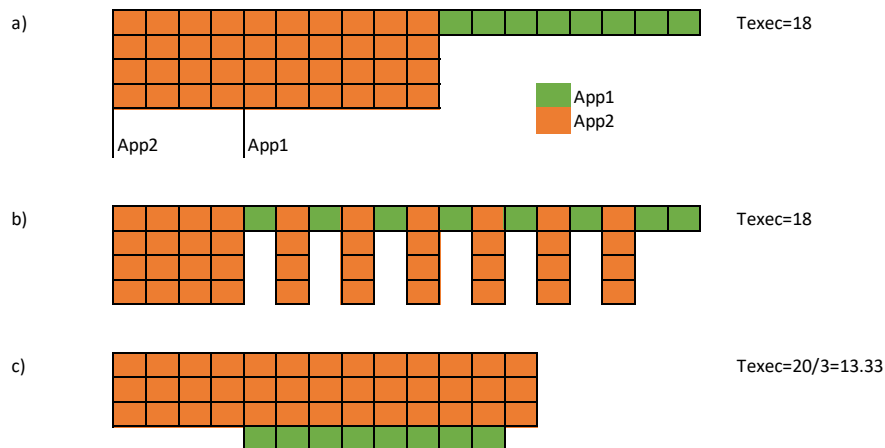 a)
Texec=18
App1
App2
App2
App1
b)
Texec=18
c)
Texec=20/3=13.33